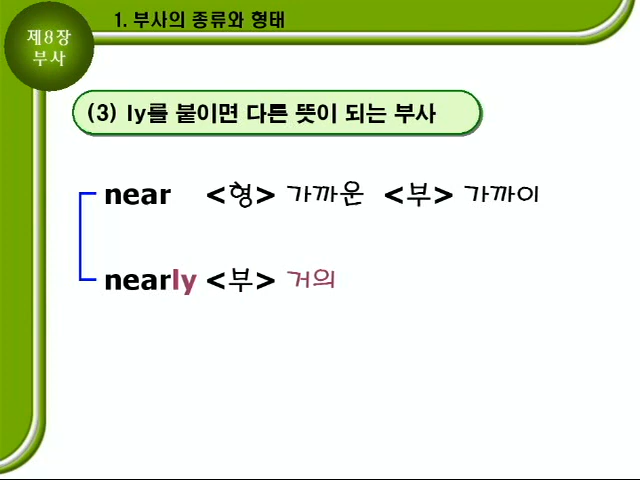 제8장
부사
1. 부사의 종류와 형태
(3) ly를 붙이면 다른 뜻이 되는 부사
near <형> 가까운 <부> 가까이
nearly <부> 거의